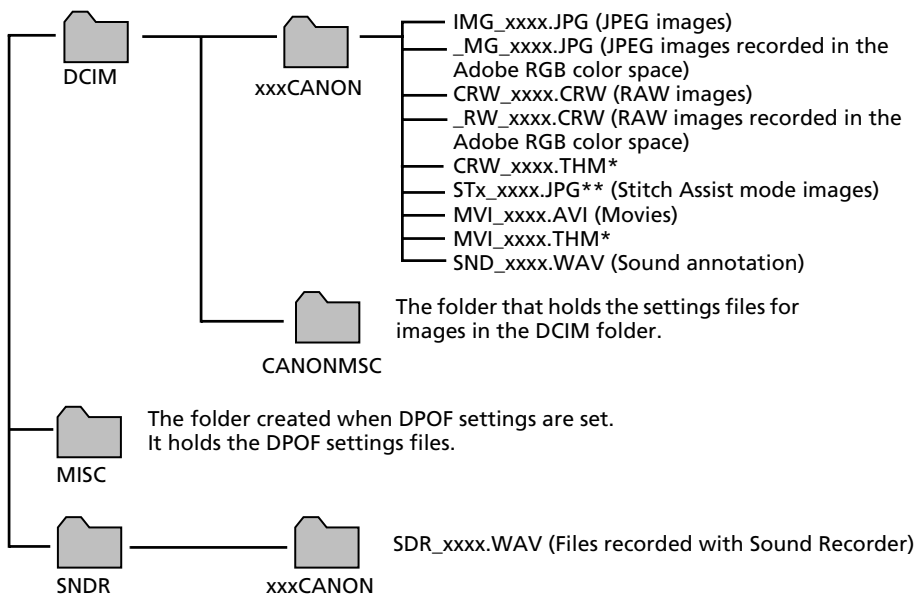 DCIM
xxxCANON
IMG_xxxx.JPG (JPEG images)
_MG_xxxx.JPG (JPEG images recorded in the
Adobe RGB color space)
CRW_xxxx.CRW (RAW images)
_RW_xxxx.CRW (RAW images recorded in the
Adobe RGB color space)
CRW_xxxx.THM*
STx_xxxx.JPG** (Stitch Assist mode images)
MVI_xxxx.AVI (Movies)
MVI_xxxx.THM*
SND_xxxx.WAV (Sound annotation)
The folder that holds the settings files for
images in the DCIM folder.
CANONMSC
The folder created when DPOF settings are set.
It holds the DPOF settings files.
MISC
SDR_xxxx.WAV (Files recorded with Sound Recorder)
SNDR
xxxCANON